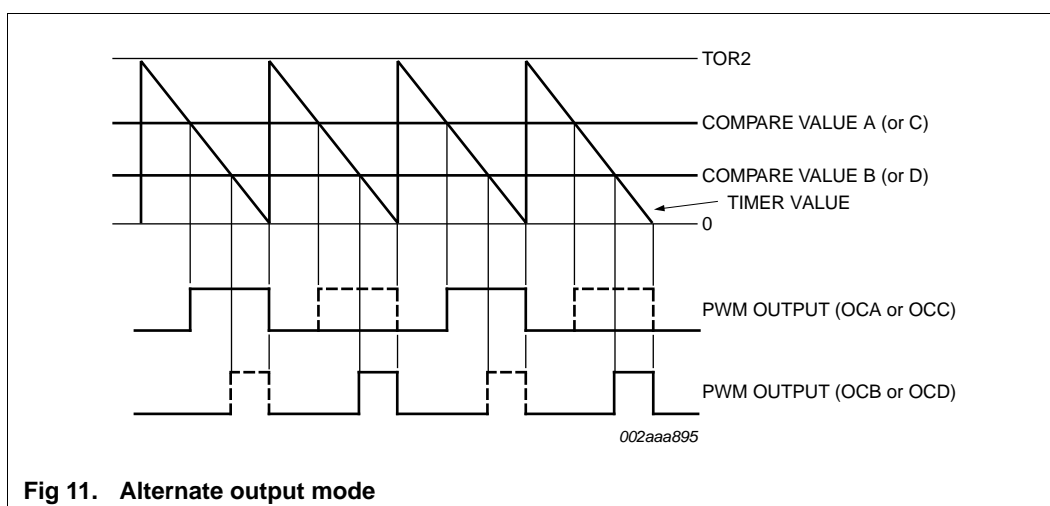 TOR2
COMPARE VALUE A (or C)
COMPARE VALUE B (or D)
TIMER VALUE
0
PWM OUTPUT (OCA or OCC)
PWM OUTPUT (OCB or OCD)
002aaa895
Fig 11. Alternate output mode